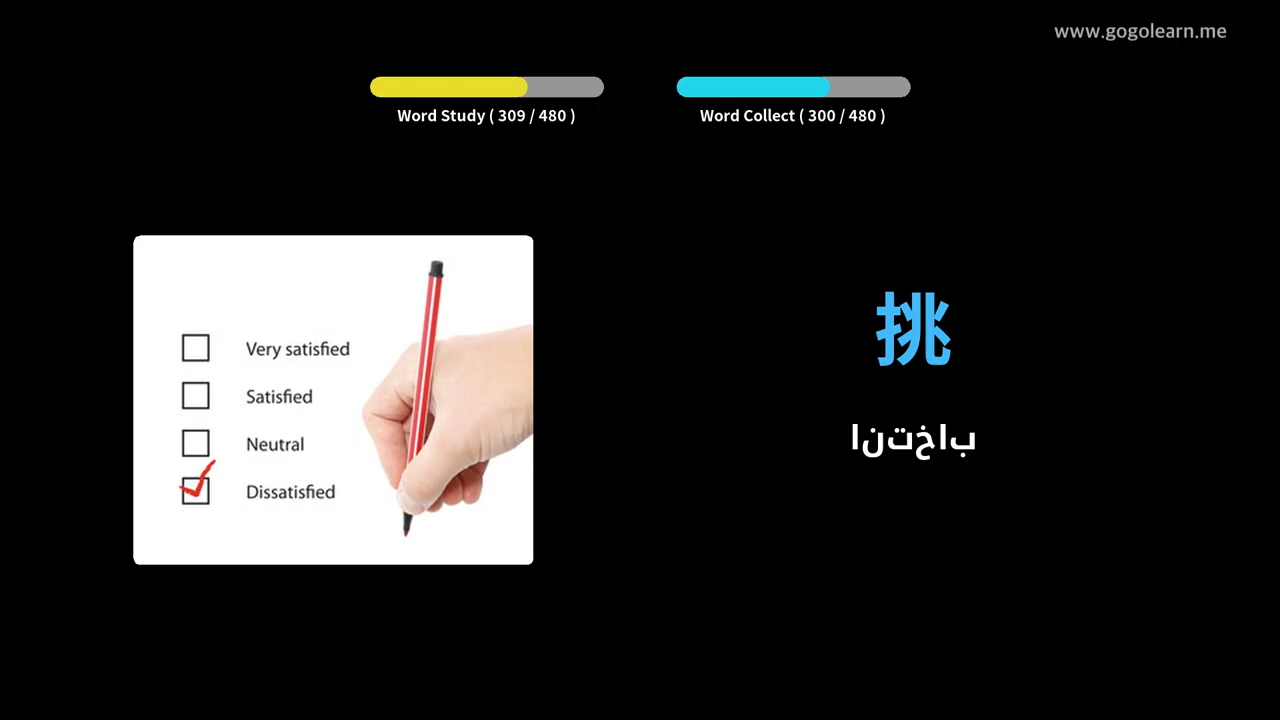 www.gogolearn.me
Word Study ( 309 / 480 )
Word Collect ( 300 / 480 )
Very satisfied
Satisfied
Neutral
Dissatisfied
挑
انتخاب